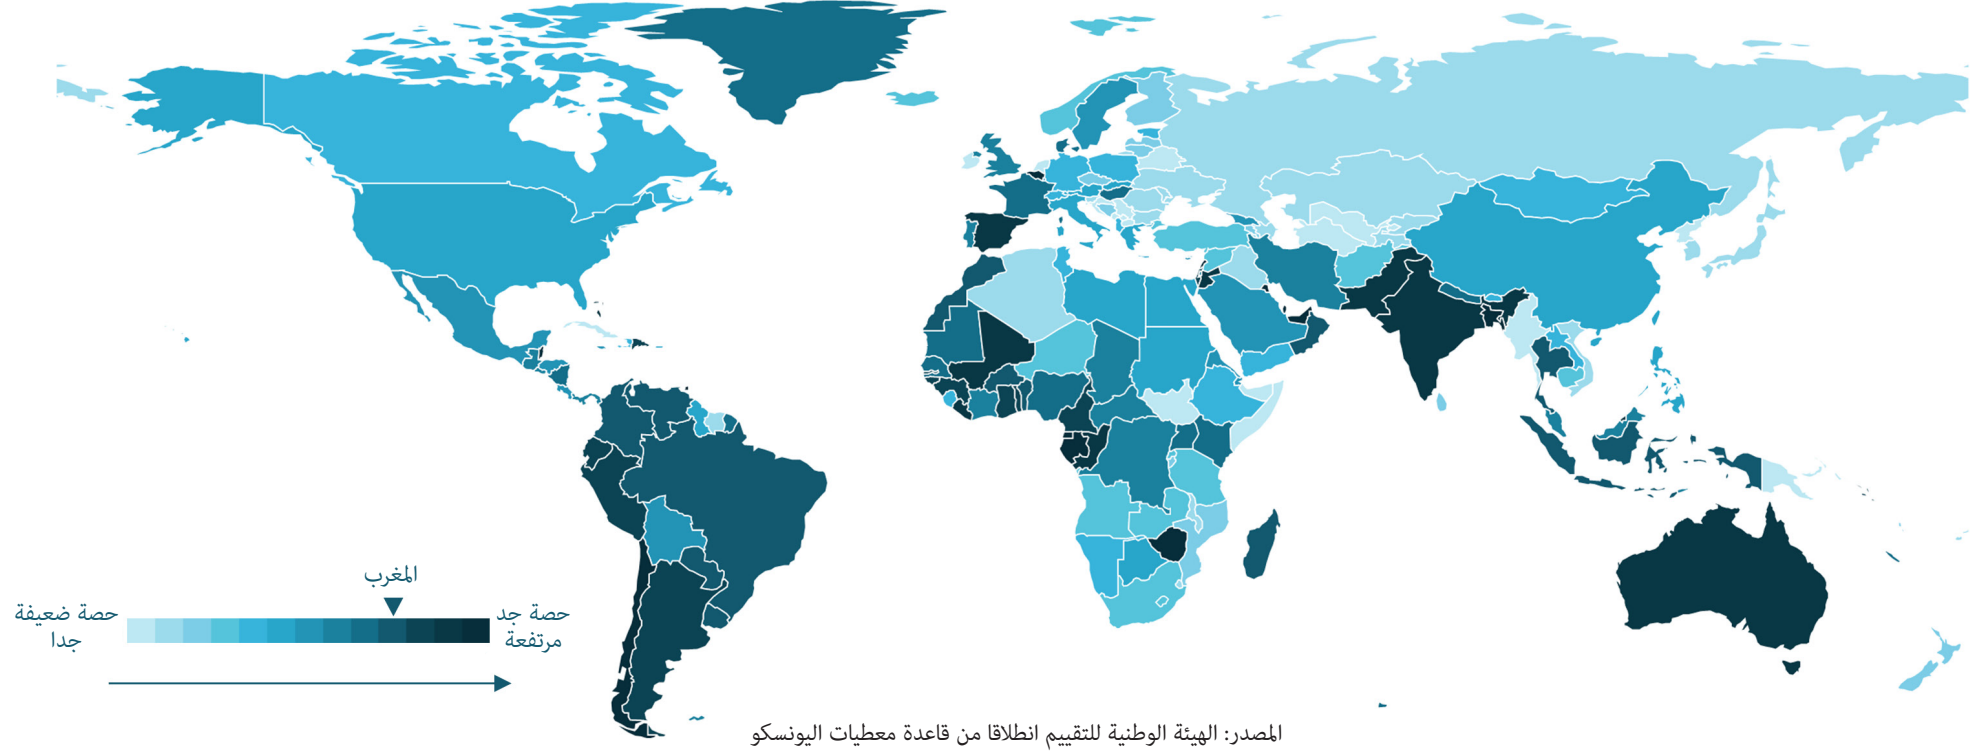 المغرب
حصة جد
مرتفعة
حصة ضعيفة
جدا
المصدر: الهيئة الوطنية للتقييم انطلاقا من قاعدة معطيات اليونسكو